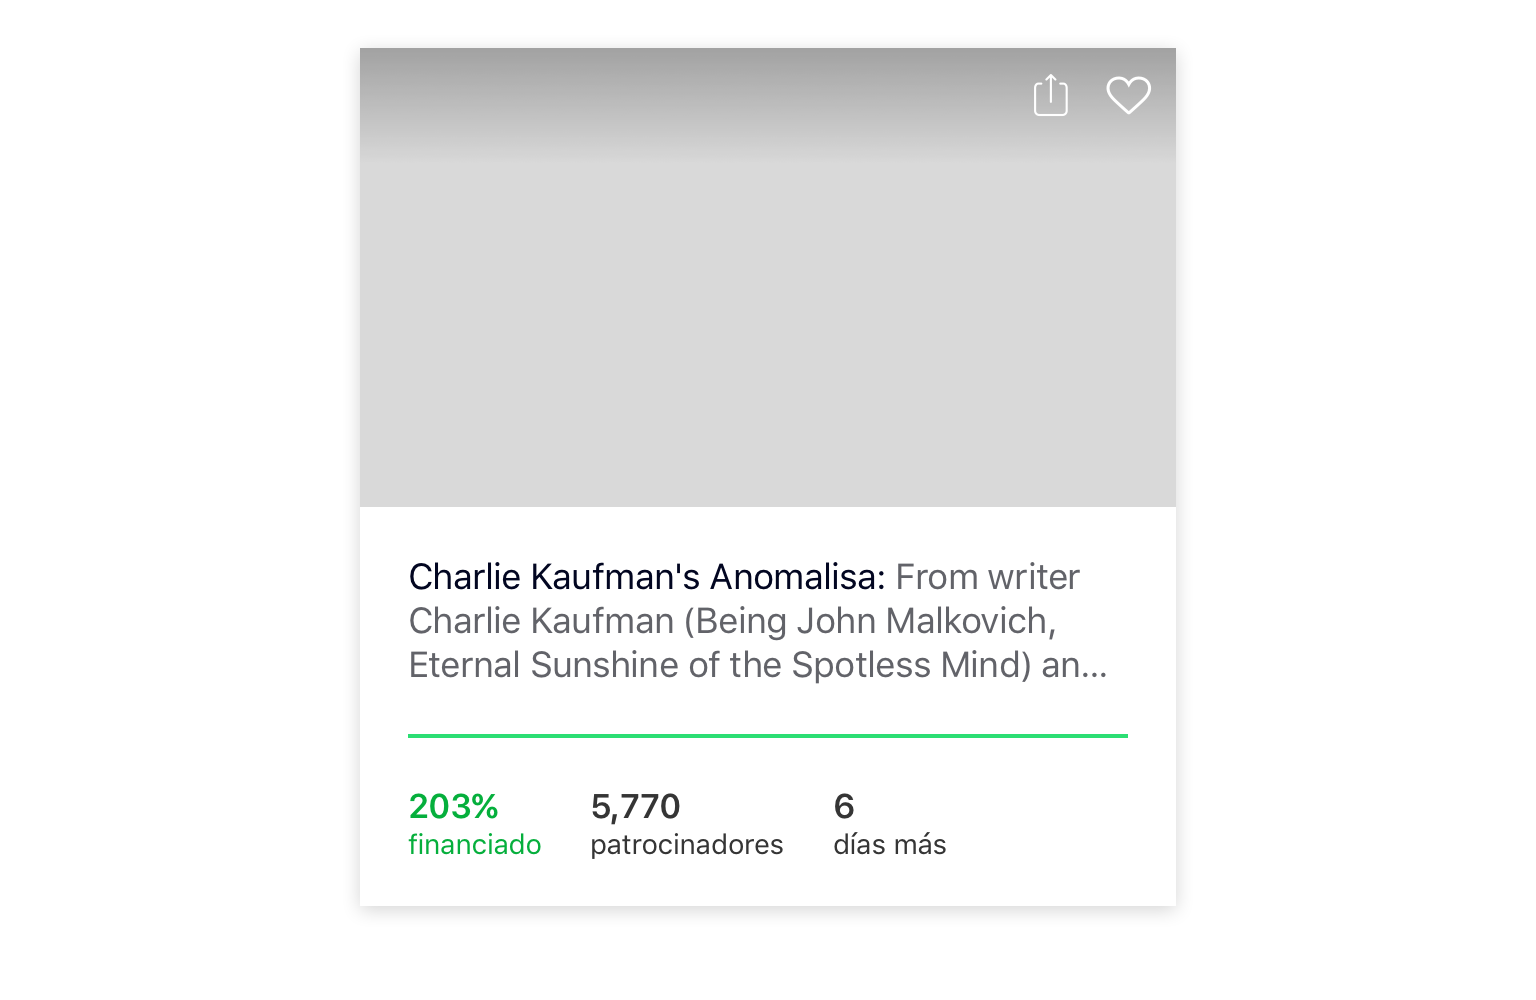 Charlie Kaufman's Anomalisa: From writer
Charlie Kaufman (Being John Malkovich,
Eternal Sunshine of the Spotless Mind) an...
203% 5,770 6
financiado patrocinadores días más